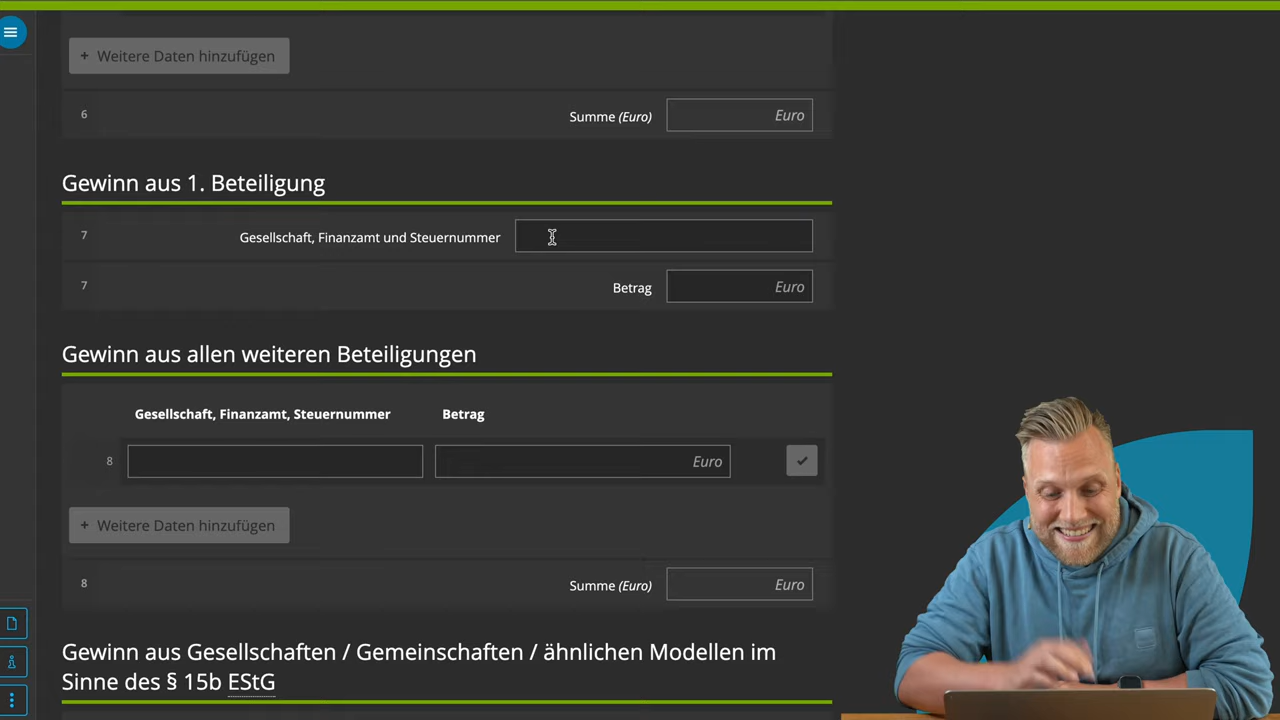 + Weitere Daten hinzufügen
6 Summe (Euro) Euro
Gewinn aus 1. Beteiligung
7 Gesellschaft, Finanzamt und Steuernummer
7 Betrag Euro
Gewinn aus allen weiteren Beteiligungen
Gesellschaft, Finanzamt, Steuernummer Betrag
8 Euro
+ Weitere Daten hinzufügen
8 Summe (Euro) Euro
Gewinn aus Gesellschaften / Gemeinschaften / ähnlichen Modellen im
Sinne des § 15b EStG